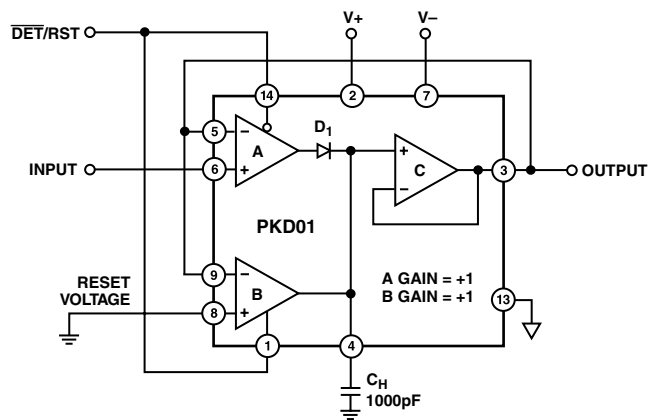 V+ V–
D̅E̅T̅/RST
14 2 7
5 – D1
A + C 3 OUTPUT
INPUT 6 + –
PKD01
RESET
VOLTAGE
9 – A GAIN = +1
B B GAIN = +1
8 + 13
1 4
CH
1000pF